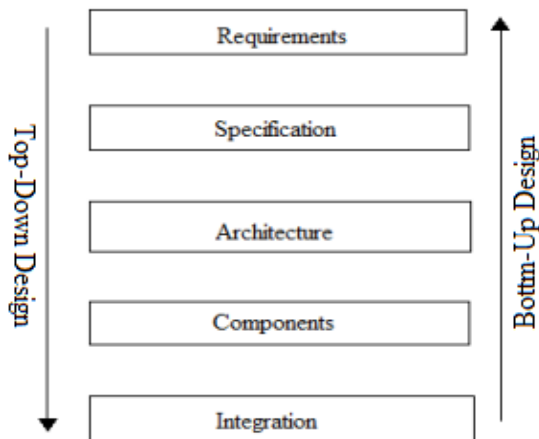 Requirements
Specification
Architecture
Components
Integration
Top-Down Design
Bottm-Up Design